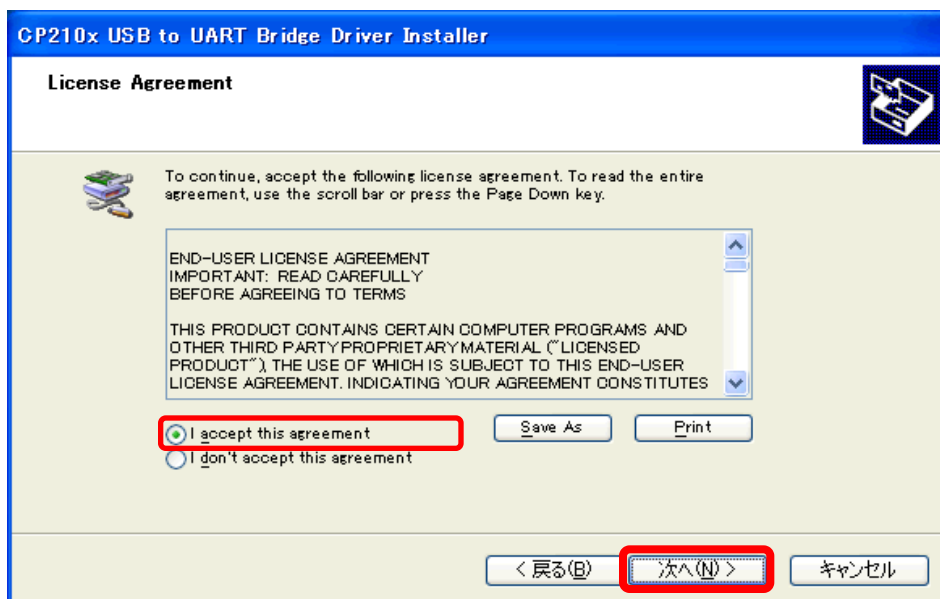 CP210x USB to UART Bridge Driver Installer
License Agreement
To continue, accept the following license agreement. To read the entire
agreement, use the scroll bar or press the Page Down key.
END-USER LICENSE AGREEMENT
IMPORTANT: READ CAREFULLY
BEFORE AGREEING TO TERMS
THIS PRODUCT CONTAINS CERTAIN COMPUTER PROGRAMS AND
OTHER THIRD PARTY PROPRIETARY MATERIAL ("LICENSED
PRODUCT"), THE USE OF WHICH IS SUBJECT TO THIS END-USER
LICENSE AGREEMENT. INDICATING YOUR AGREEMENT CONSTITUTES
I accept this agreement
Save As
Print
I don't accept this agreement
< 戻る(B)
次へ(N) >
キャンセル